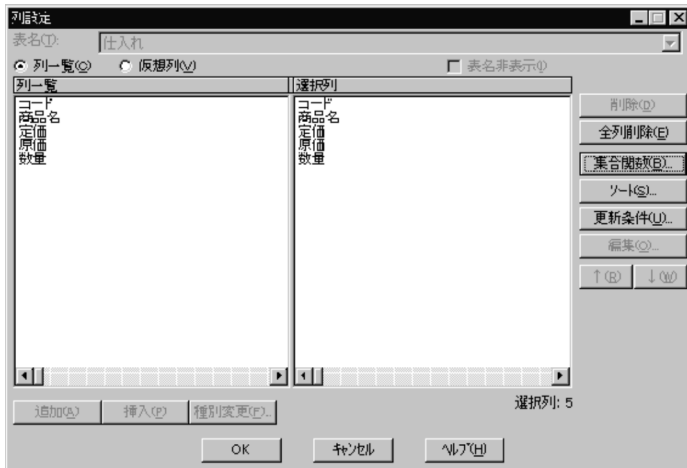 列設定
表名(T): 仕入れ
列一覧(C) 仮想列(V) 表名非表示(I)
列一覧 選択列
コード コード
商品名 商品名
定価 定価
原価 原価
数量 数量
削除(D)
全列削除(E)
集合関数(B)...
ソート(S)...
更新条件(U)...
編集(O)...
↑(R) ↓(W)
選択列: 5
追加(A) 挿入(P) 種別変更(F)...
OK キャンセル ヘルプ(H)